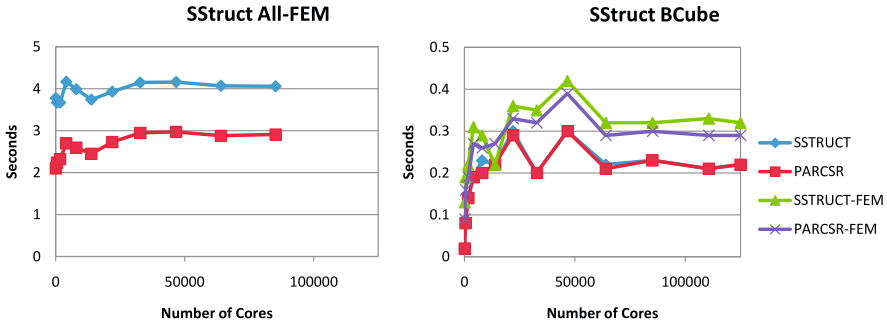 SStruct All-FEM
5
4
3
2
1
0
0
50000
100000
Seconds
Number of Cores
SStruct BCube
0.5
0.4
0.3
0.2
0.1
0
0
50000
100000
Seconds
Number of Cores
SSTRUCT
PARCSR
SSTRUCT-FEM
PARCSR-FEM